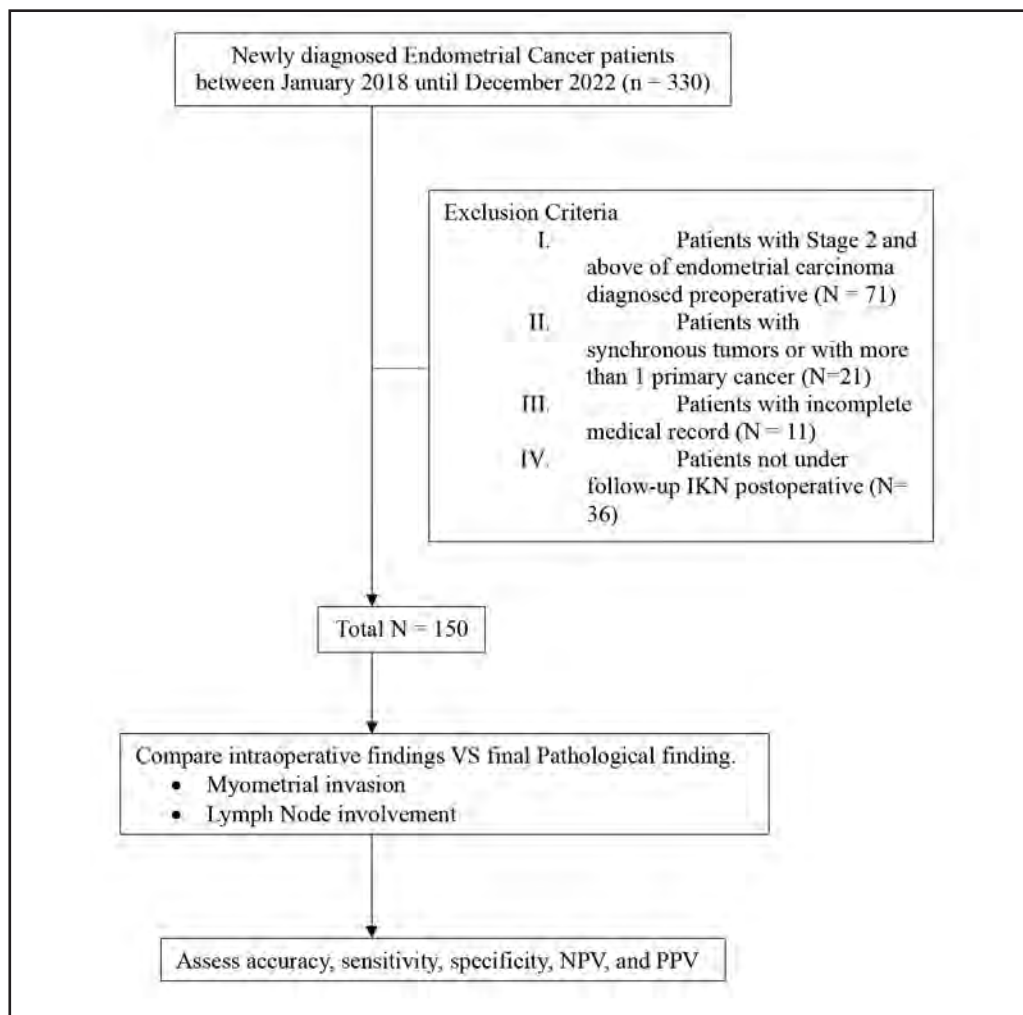 Newly diagnosed Endometrial Cancer patients
between January 2018 until December 2022 (n = 330)
Exclusion Criteria
I. Patients with Stage 2 and
above of endometrial carcinoma
diagnosed preoperative (N = 71)
II. Patients with
synchronous tumors or with more
than 1 primary cancer (N=21)
III. Patients with incomplete
medical record (N = 11)
IV. Patients not under
follow-up IKN postoperative (N=
36)
Total N = 150
Compare intraoperative findings VS final Pathological finding.
• Myometrial invasion
• Lymph Node involvement
Assess accuracy, sensitivity, specificity, NPV, and PPV